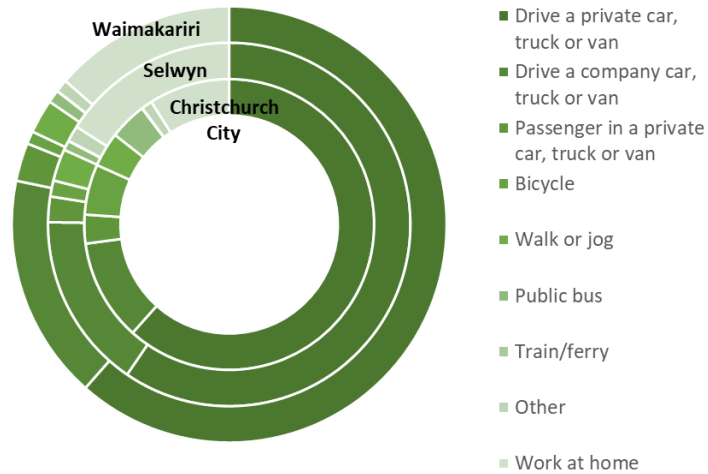 Waimakariri
Selwyn
Christchurch
City
Drive a private car,
truck or van
Drive a company car,
truck or van
Passenger in a private
car, truck or van
Bicycle
Walk or jog
Public bus
Train/ferry
Other
Work at home